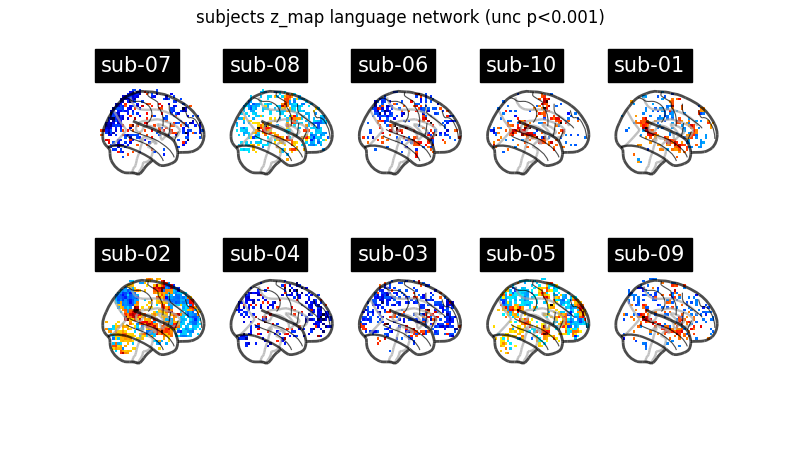 subjects z_map language network (unc p<0.001)
sub-07 sub-08 sub-06 sub-10 sub-01
sub-02 sub-04 sub-03 sub-05 sub-09